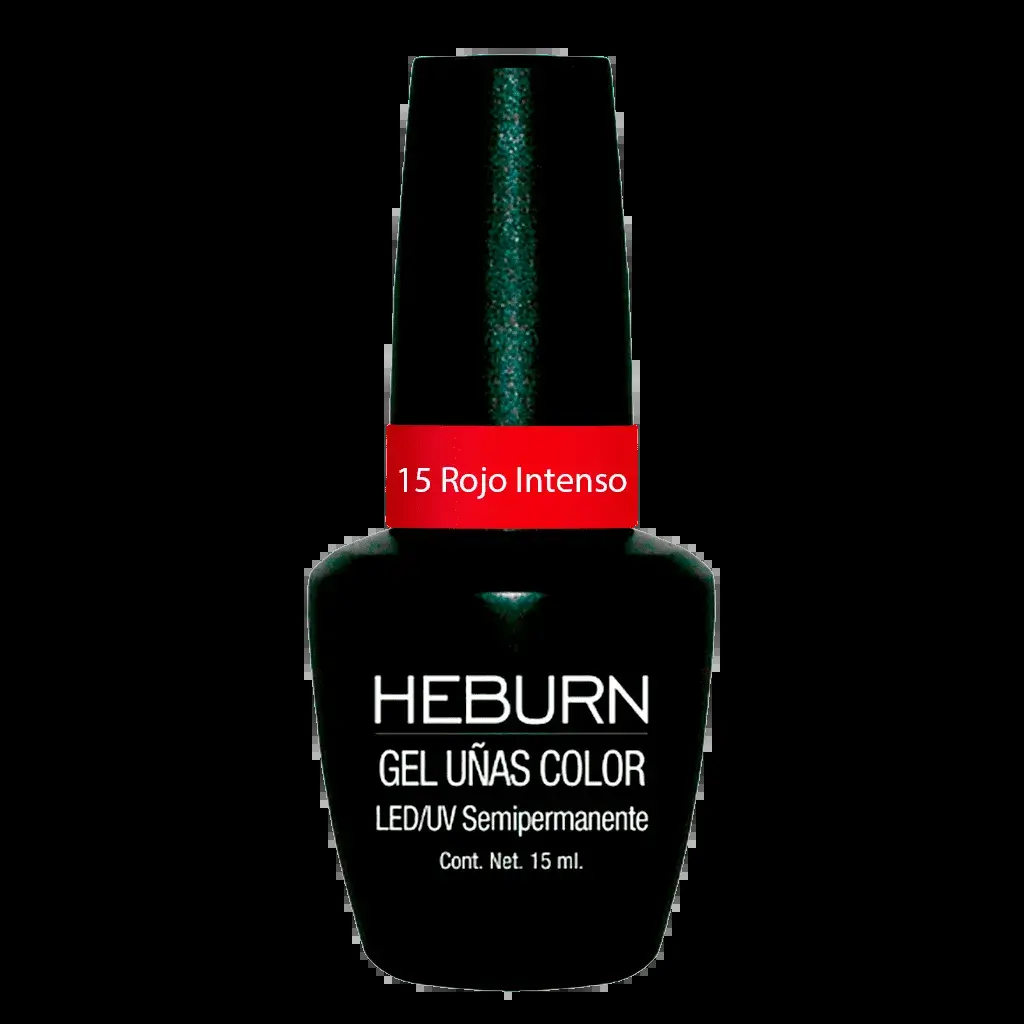 15 Rojo Intenso
HEBURN
GEL UÑAS COLOR
LED/UV Semipermanente
Cont. Net. 15 ml.